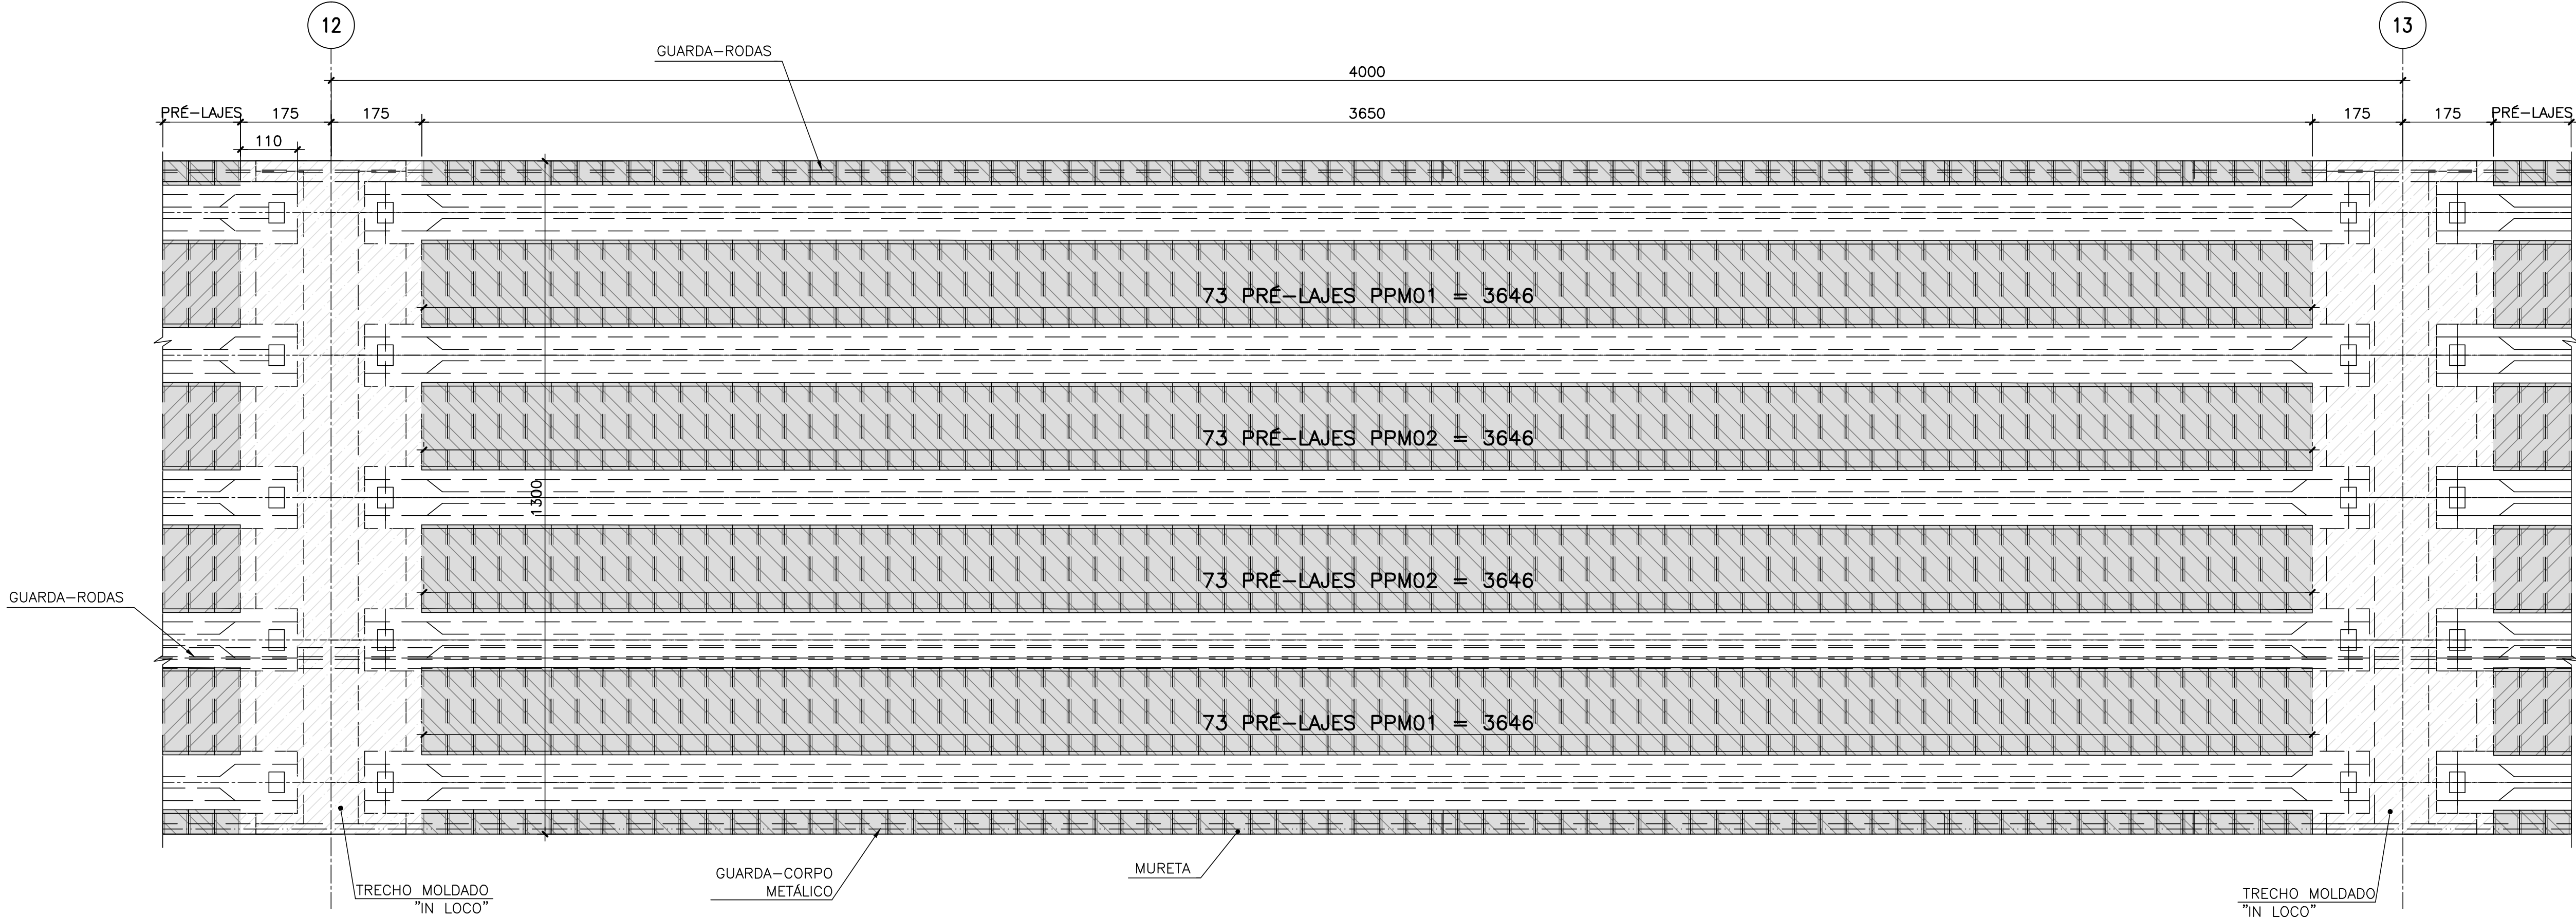 12
13
GUARDA-RODAS
4000
PRÉ-LAJES
175
175
3650
175
175
PRÉ-LAJES
110
73 PRÉ-LAJES PPM01 = 3646
73 PRÉ-LAJES PPM02 = 3646
1300
73 PRÉ-LAJES PPM02 = 3646
GUARDA-RODAS
73 PRÉ-LAJES PPM01 = 3646
GUARDA-CORPO
METÁLICO
MURETA
TRECHO MOLDADO
"IN LOCO"
TRECHO MOLDADO
"IN LOCO"